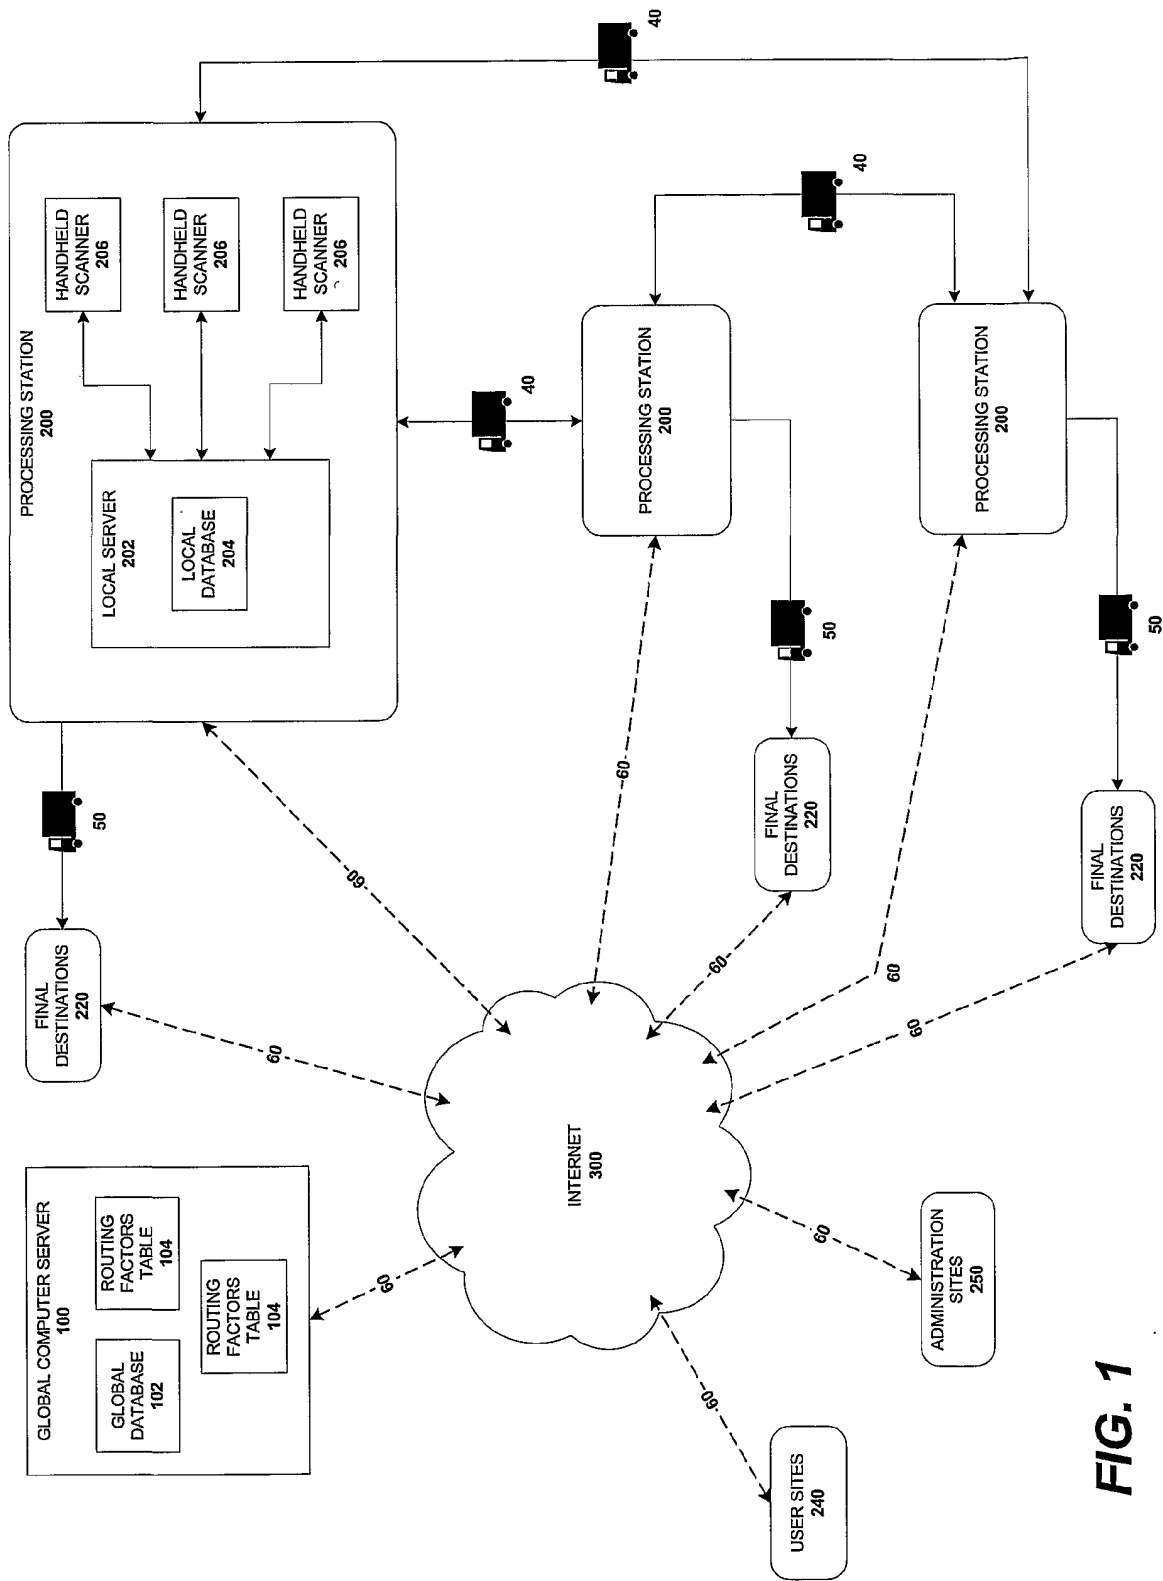 GLOBAL COMPUTER SERVER
100
GLOBAL
DATABASE
102
ROUTING
FACTORS
TABLE
104
ROUTING
FACTORS
TABLE
104
FINAL
DESTINATIONS
220
50
PROCESSING STATION
200
LOCAL SERVER
202
LOCAL
DATABASE
204
HANDHELD
SCANNER
206
HANDHELD
SCANNER
206
HANDHELD
SCANNER
206
60
60
60
60
INTERNET
300
40
40
40
PROCESSING STATION
200
50
FINAL
DESTINATIONS
220
60
60
60
PROCESSING STATION
200
50
FINAL
DESTINATIONS
220
USER SITES
240
60
ADMINISTRATION
SITES
250
60
FIG. 1